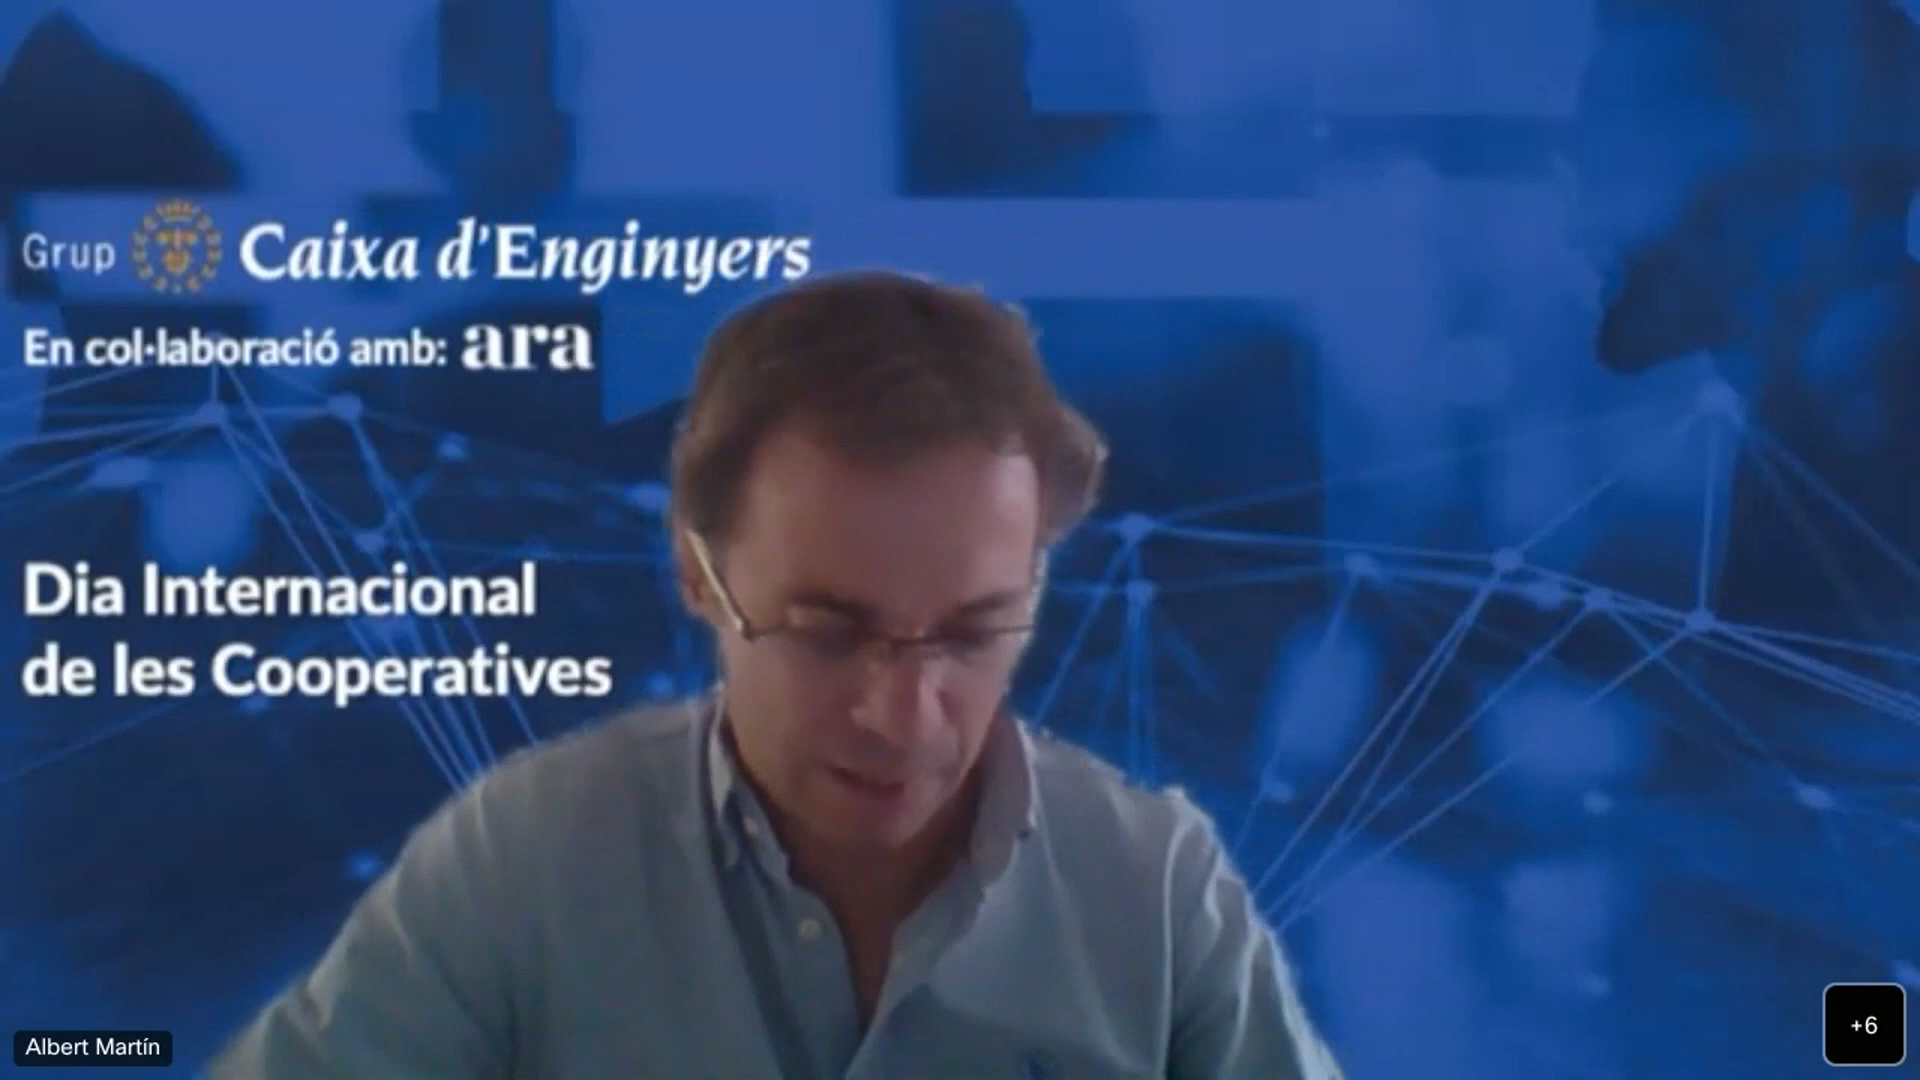 Grup Caixa d'Enginyers
En col·laboració amb: ara
Dia Internacional
de les Cooperatives
Albert Martín
+6